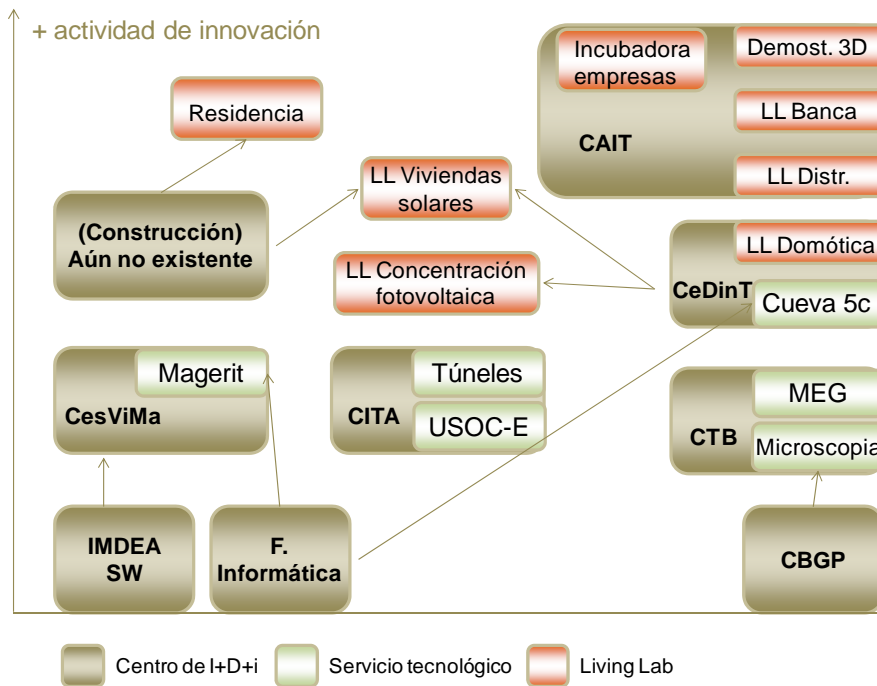 + actividad de innovación
Incubadora
empresas
Demost. 3D
Residencia
LL Banca
CAIT
LL Viviendas
solares
LL Distr.
(Construcción)
Aún no existente
LL Domótica
LL Concentración
fotovoltaica
CeDinT
Cueva 5c
Magerit
Túneles
CesViMa
CITA
USOC-E
MEG
CTB
Microscopia
IMDEA
SW
F.
Informática
CBGP
Centro de I+D+i
Servicio tecnológico
Living Lab